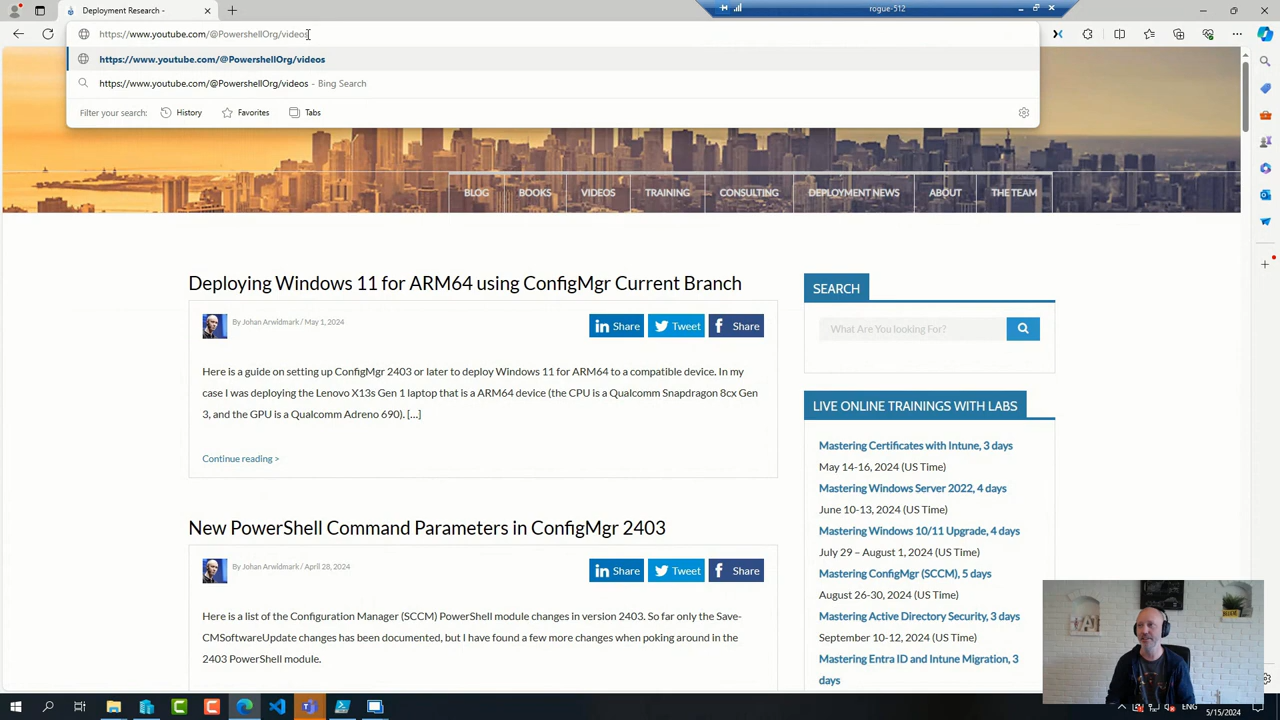 Deployment Research -
rogue-512
https://www.youtube.com/@PowershellOrg/videos
https://www.youtube.com/@PowershellOrg/videos
https://www.youtube.com/@PowershellOrg/videos - Bing Search
Filter your search: History Favorites Tabs
BLOG BOOKS VIDEOS TRAINING CONSULTING DEPLOYMENT NEWS ABOUT THE TEAM
Deploying Windows 11 for ARM64 using ConfigMgr Current Branch
By Johan Arwidmark / May 1, 2024
Share Tweet Share
Here is a guide on setting up ConfigMgr 2403 or later to deploy Windows 11 for ARM64 to a compatible device. In my
case I was deploying the Lenovo X13s Gen 1 laptop that is a ARM64 device (the CPU is a Qualcomm Snapdragon 8cx Gen
3, and the GPU is a Qualcomm Adreno 690). [...]
Continue reading >
New PowerShell Command Parameters in ConfigMgr 2403
By Johan Arwidmark / April 28, 2024
Share Tweet Share
Here is a list of the Configuration Manager (SCCM) PowerShell module changes in version 2403. So far only the Save-
CMSoftwareUpdate changes has been documented, but I have found a few more changes when poking around in the
2403 PowerShell module.
SEARCH
What Are You looking For?
LIVE ONLINE TRAININGS WITH LABS
Mastering Certificates with Intune, 3 days
May 14-16, 2024 (US Time)
Mastering Windows Server 2022, 4 days
June 10-13, 2024 (US Time)
Mastering Windows 10/11 Upgrade, 4 days
July 29 – August 1, 2024 (US Time)
Mastering ConfigMgr (SCCM), 5 days
August 26-30, 2024 (US Time)
Mastering Active Directory Security, 3 days
September 10-12, 2024 (US Time)
Mastering Entra ID and Intune Migration, 3
days
ENG
5/15/2024